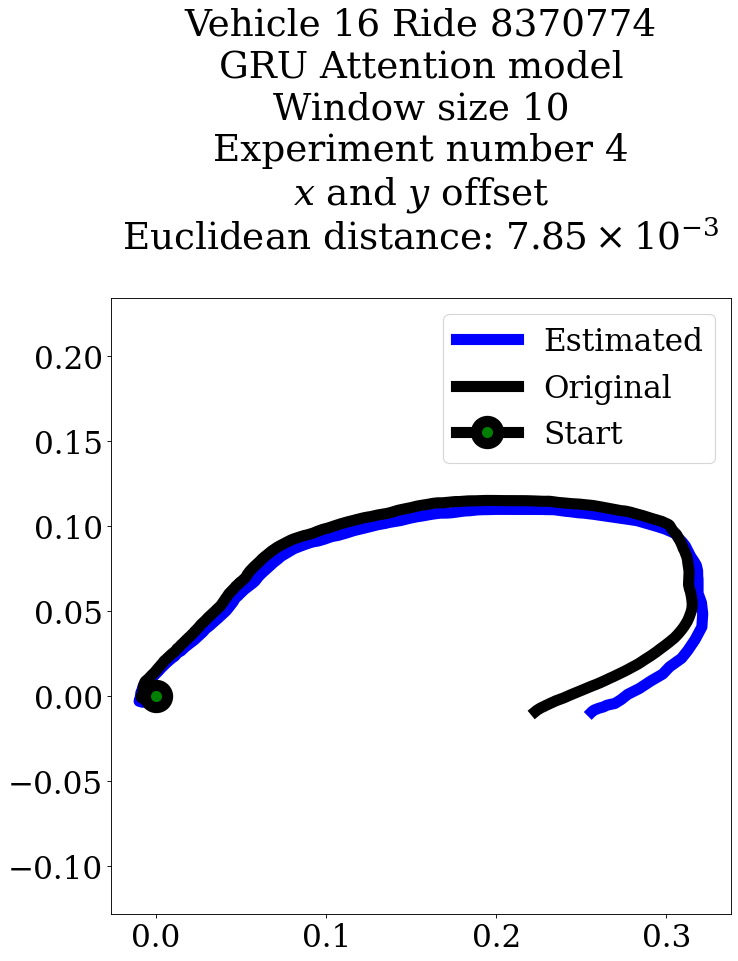 Vehicle 16 Ride 8370774
GRU Attention model
Window size 10
Experiment number 4
x and y offset
Euclidean distance: 7.85 × 10⁻³
Estimated
Original
Start
0.20
0.15
0.10
0.05
0.00
−0.05
−0.10
0.0 0.1 0.2 0.3